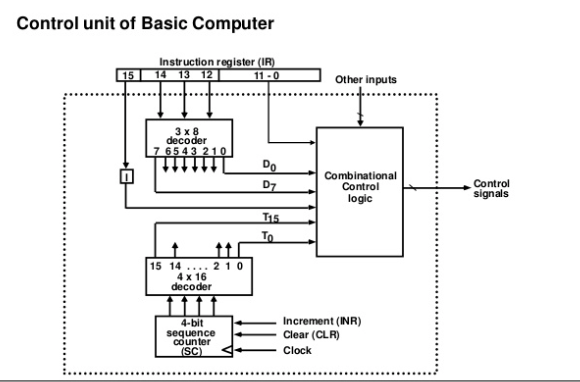 Control unit of Basic Computer
Instruction register (IR)
15 14 13 12 11 - 0
Other inputs
3 x 8
decoder
7 6 5 4 3 2 1 0
D0
I
D7
Combinational
Control
logic
Control
signals
T15
T0
15 14 . . . . 2 1 0
4 x 16
decoder
4-bit
sequence
counter
(SC)
Increment (INR)
Clear (CLR)
Clock